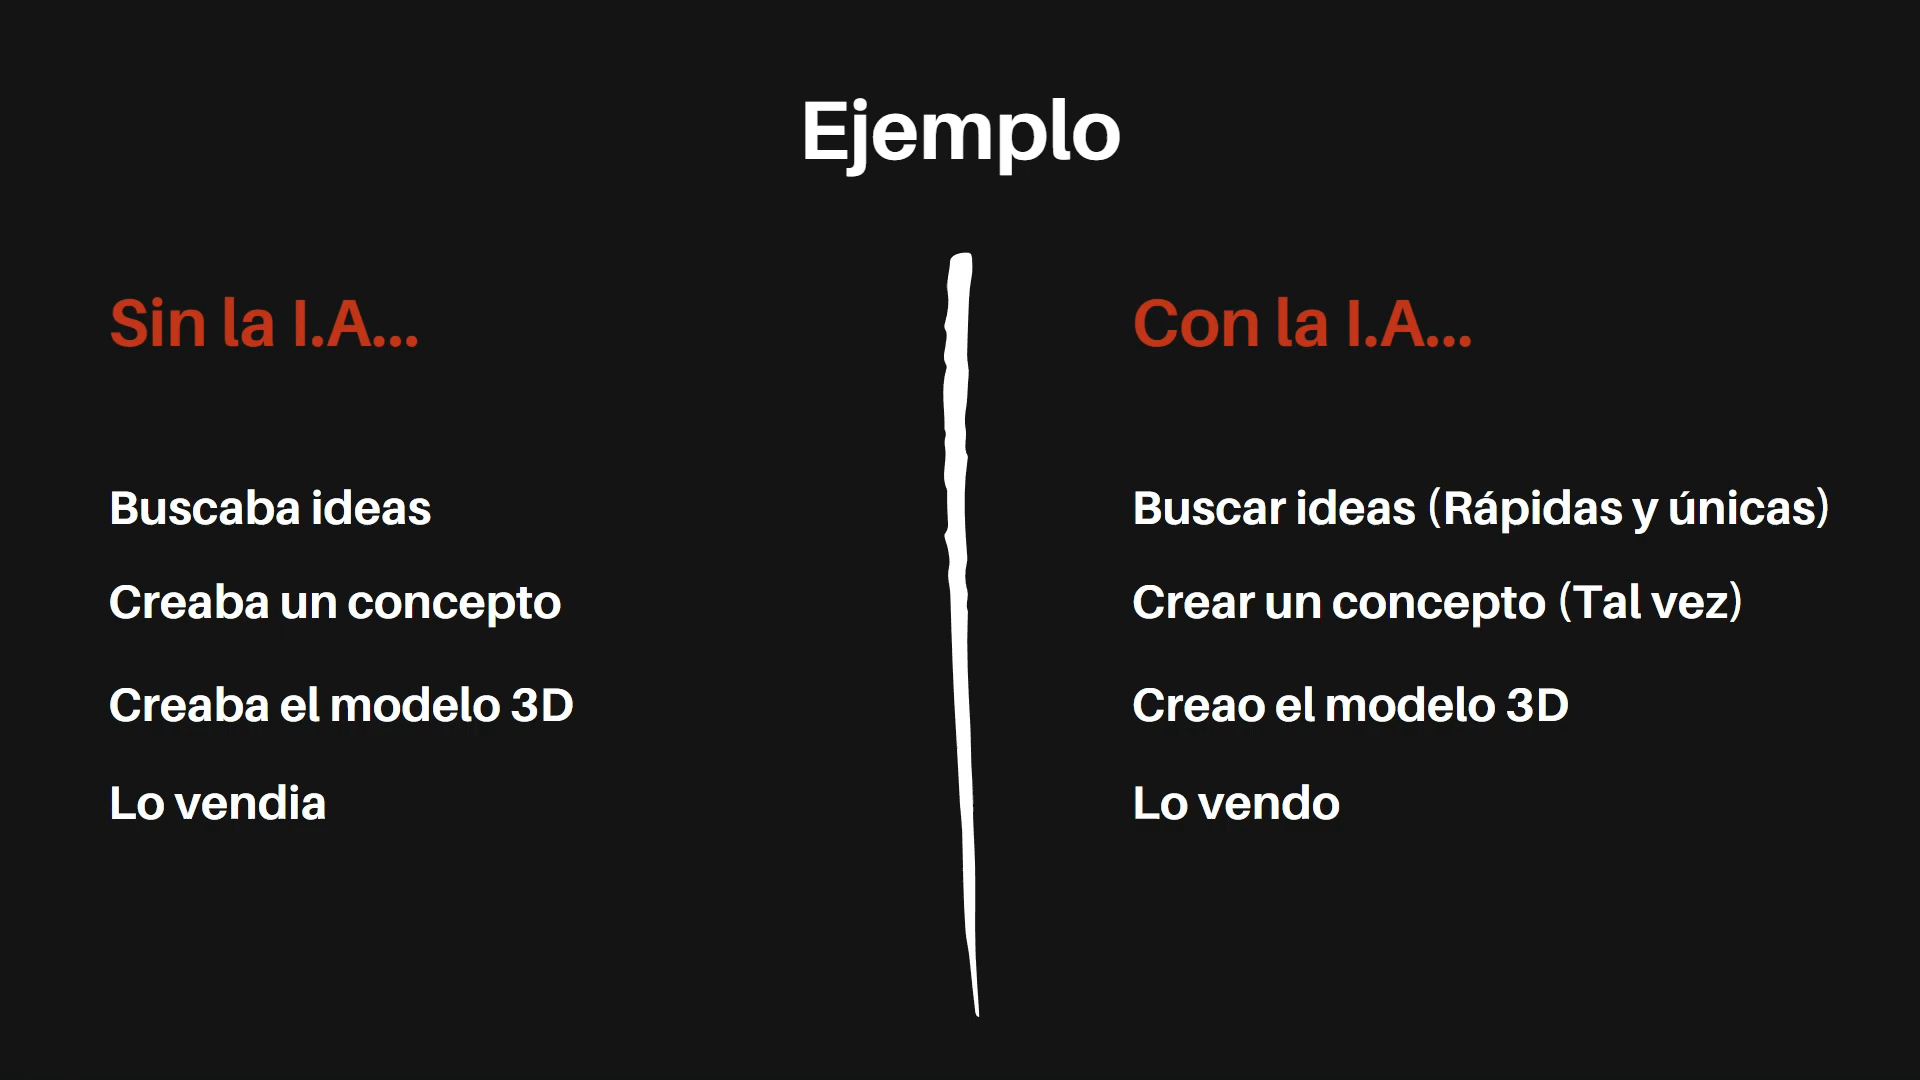 Ejemplo
Sin la I.A...
Buscaba ideas
Creaba un concepto
Creaba el modelo 3D
Lo vendia
Con la I.A...
Buscar ideas (Rápidas y únicas)
Crear un concepto (Tal vez)
Creao el modelo 3D
Lo vendo